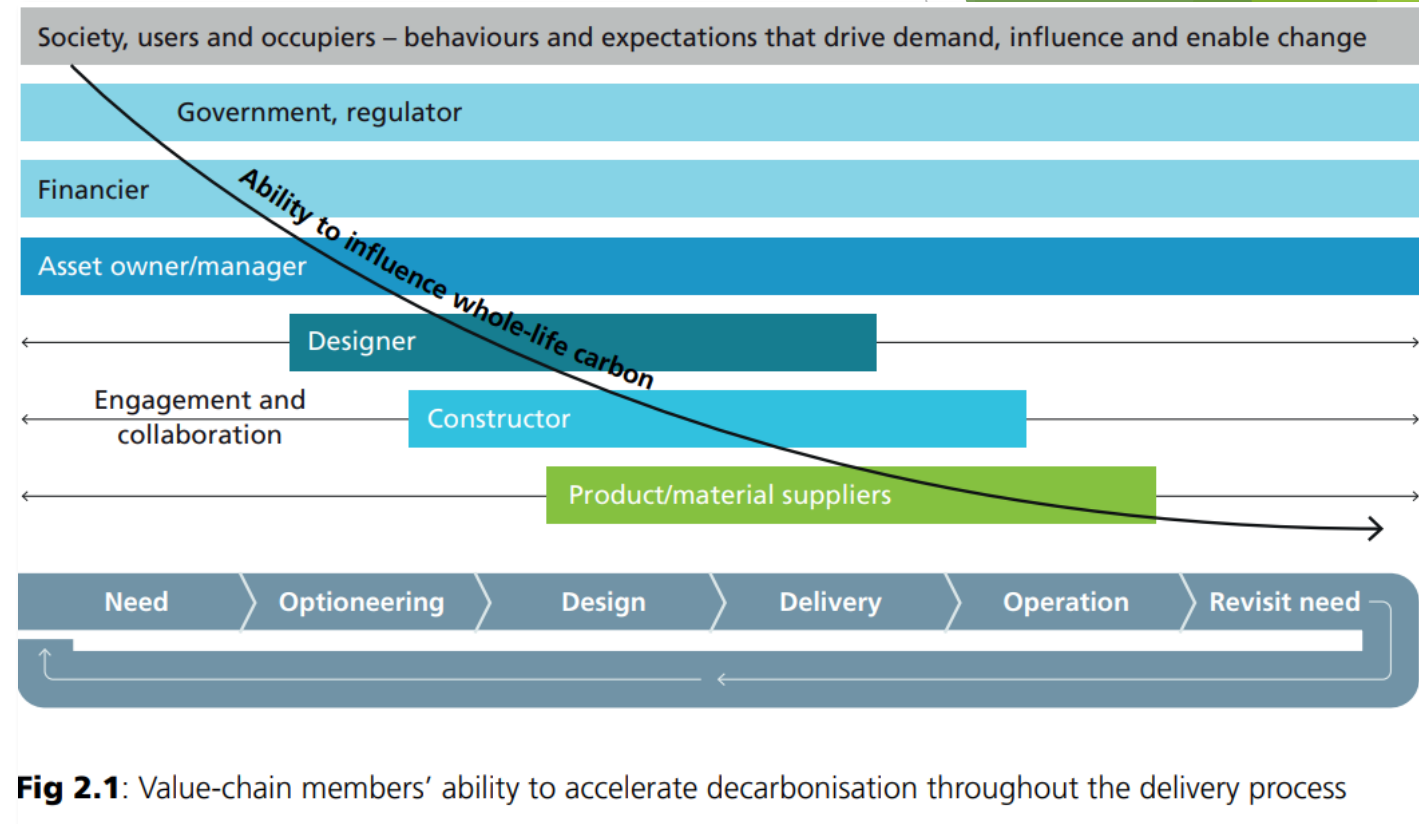 Society, users and occupiers – behaviours and expectations that drive demand, influence and enable change
Government, regulator
Financier
Ability to influence whole-life carbon
Asset owner/manager
Designer
Engagement and
collaboration
Constructor
Product/material suppliers
Need
Optioneering
Design
Delivery
Operation
Revisit need
Fig 2.1: Value-chain members’ ability to accelerate decarbonisation throughout the delivery process